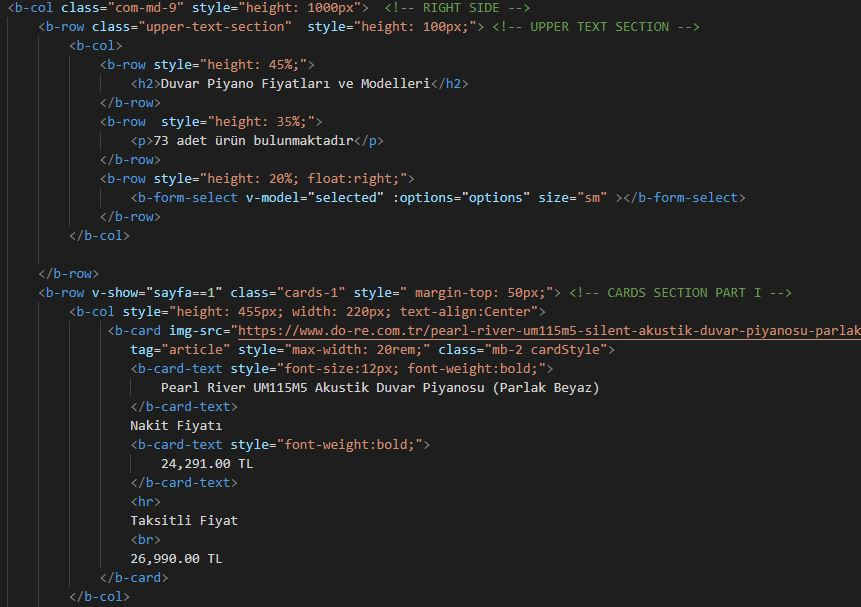 <b-col class="com-md-9" style="height: 1000px">  <!-- RIGHT SIDE -->
    <b-row class="upper-text-section"  style="height: 100px;"> <!-- UPPER TEXT SECTION -->
        <b-col>
            <b-row style="height: 45%;">
                <h2>Duvar Piyano Fiyatları ve Modelleri</h2>
            </b-row>
            <b-row  style="height: 35%;">
                <p>73 adet ürün bulunmaktadır</p>
            </b-row>
            <b-row style="height: 20%; float:right;">
                <b-form-select v-model="selected" :options="options" size="sm" ></b-form-select>
            </b-row>
        </b-col>
    </b-row>
    <b-row v-show="sayfa==1" class="cards-1" style=" margin-top: 50px;"> <!-- CARDS SECTION PART I -->
        <b-col style="height: 455px; width: 220px; text-align:Center">
             <b-card img-src="https://www.do-re.com.tr/pearl-river-um115m5-silent-akustik-duvar-piyanosu-parlak
                tag="article" style="max-width: 20rem;" class="mb-2 cardStyle">
                <b-card-text style="font-size:12px; font-weight:bold;">
                    Pearl River UM115M5 Akustik Duvar Piyanosu (Parlak Beyaz)
                </b-card-text>
                Nakit Fiyatı
                <b-card-text style="font-weight:bold;">
                    24,291.00 TL
                </b-card-text>
                <hr>
                Taksitli Fiyat
                <br>
                26,990.00 TL
            </b-card>
        </b-col>